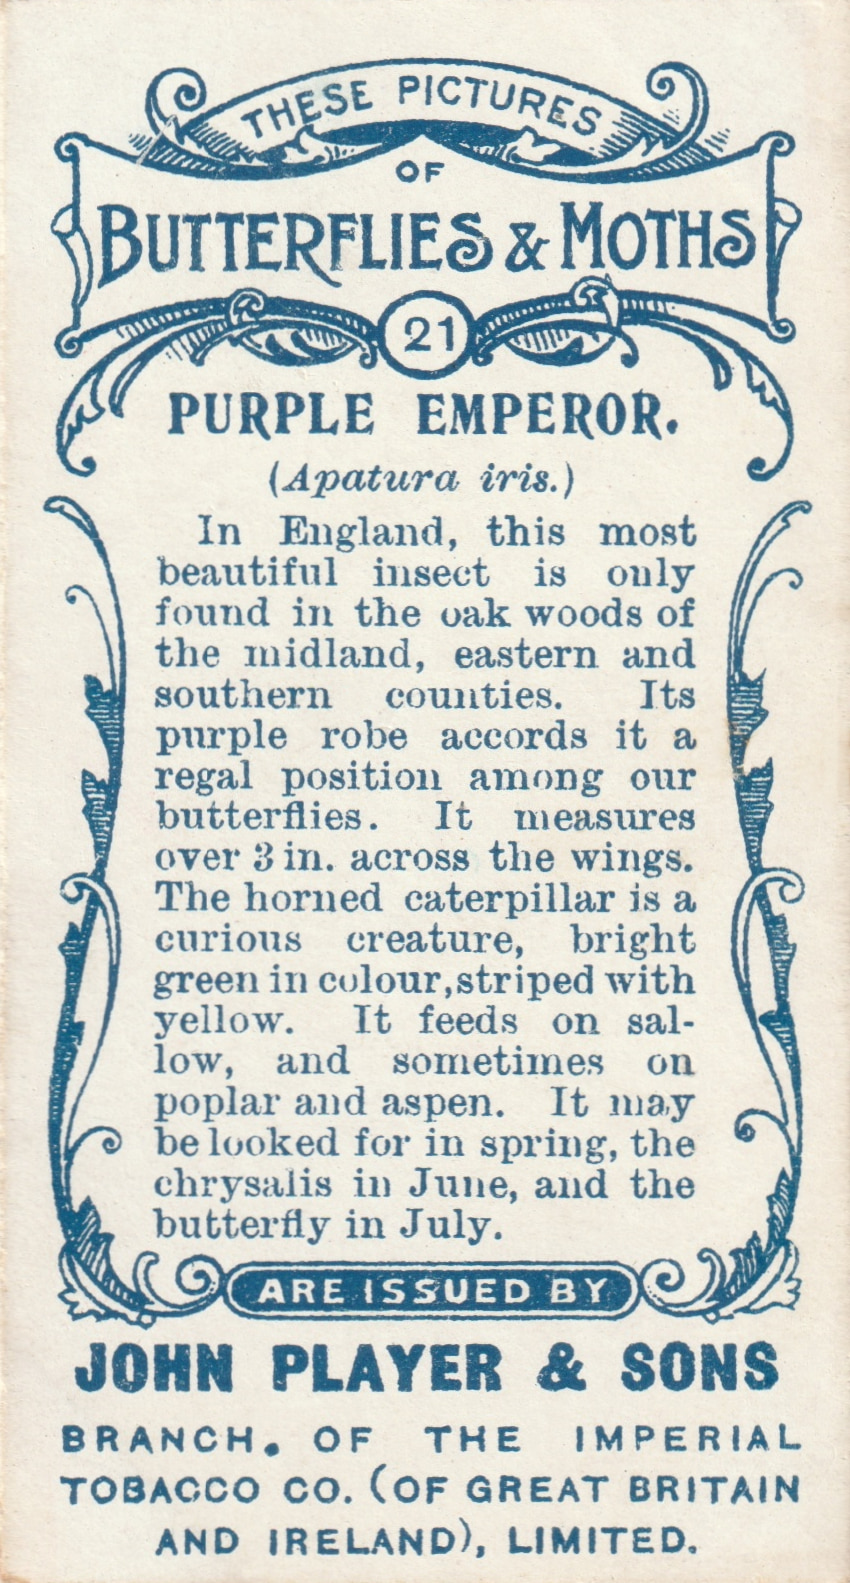 THESE PICTURES
OF
BUTTERFLIES & MOTHS
21
PURPLE EMPEROR.
(Apatura iris.)
In England, this most
beautiful insect is only
found in the oak woods of
the midland, eastern and
southern counties. Its
purple robe accords it a
regal position among our
butterflies. It measures
over 3 in. across the wings.
The horned caterpillar is a
curious creature, bright
green in colour, striped with
yellow. It feeds on sal-
low, and sometimes on
poplar and aspen. It may
be looked for in spring, the
chrysalis in June, and the
butterfly in July.
ARE ISSUED BY
JOHN PLAYER & SONS
BRANCH. OF THE IMPERIAL
TOBACCO CO. (OF GREAT BRITAIN
AND IRELAND), LIMITED.